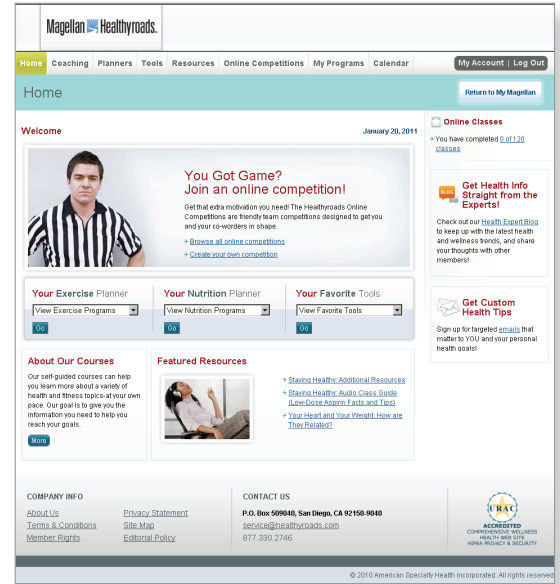 Magellan Healthyroads.
Home Coaching Planners Tools Resources Online Competitions My Programs Calendar
My Account | Log Out
Home
Return to My Magellan
Welcome
January 20, 2011
You Got Game?
Join an online competition!
Get that extra motivation you need! The Healthyroads Online
Competitions are friendly team competitions designed to get you
and your co-workers in shape.
Browse all online competitions
Create your own competition
Your Exercise Planner
View Exercise Programs
Go
Your Nutrition Planner
View Nutrition Programs
Go
Your Favorite Tools
View Favorite Tools
Go
About Our Courses
Our self-guided courses can help
you learn more about a variety of
health and fitness topics-at your own
pace. Our goal is to give you the
information you need to help you
reach your goals.
More
Featured Resources
Staying Healthy: Additional Resources
Staying Healthy: Audio Class Guide
(Low-Dose Aspirin Facts and Tips)
Your Heart and Your Weight: How are
They Related?
Online Classes
You have completed 0 of 120
classes
BLOG
Get Health Info
Straight from the
Experts!
Check out our Health Expert Blog
to keep up with the latest health
and wellness trends, and share
your thoughts with other
members!
Get Custom
Health Tips
Sign up for targeted emails that
matter to YOU and your personal
health goals!
COMPANY INFO
About Us
Terms & Conditions
Member Rights
Privacy Statement
Site Map
Editorial Policy
CONTACT US
P.O. Box 509040, San Diego, CA 92150-9040
service@healthyroads.com
877.330.2746
URAC
ACCREDITED
COMPREHENSIVE WELLNESS
HEALTH WEB SITE
HIPAA PRIVACY & SECURITY
© 2010 American Specialty Health incorporated. All rights reserved